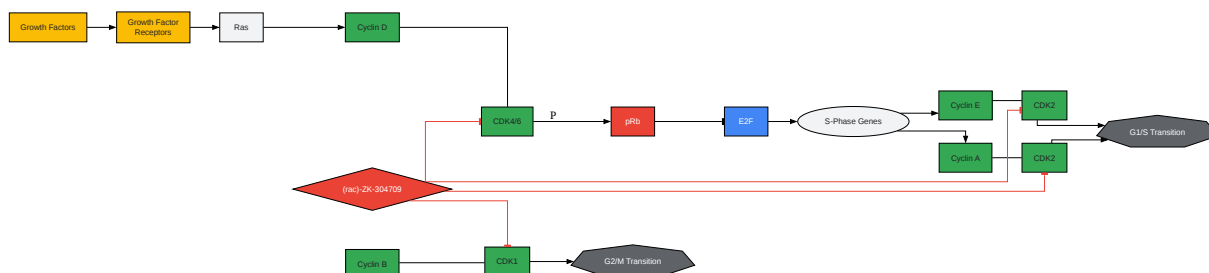 Growth Factors
Growth Factor
Receptors
Ras
Cyclin D
CDK4/6
P
pRb
E2F
S-Phase Genes
Cyclin E
CDK2
G1/S Transition
Cyclin A
CDK2
(rac)-ZK-304709
Cyclin B
CDK1
G2/M Transition